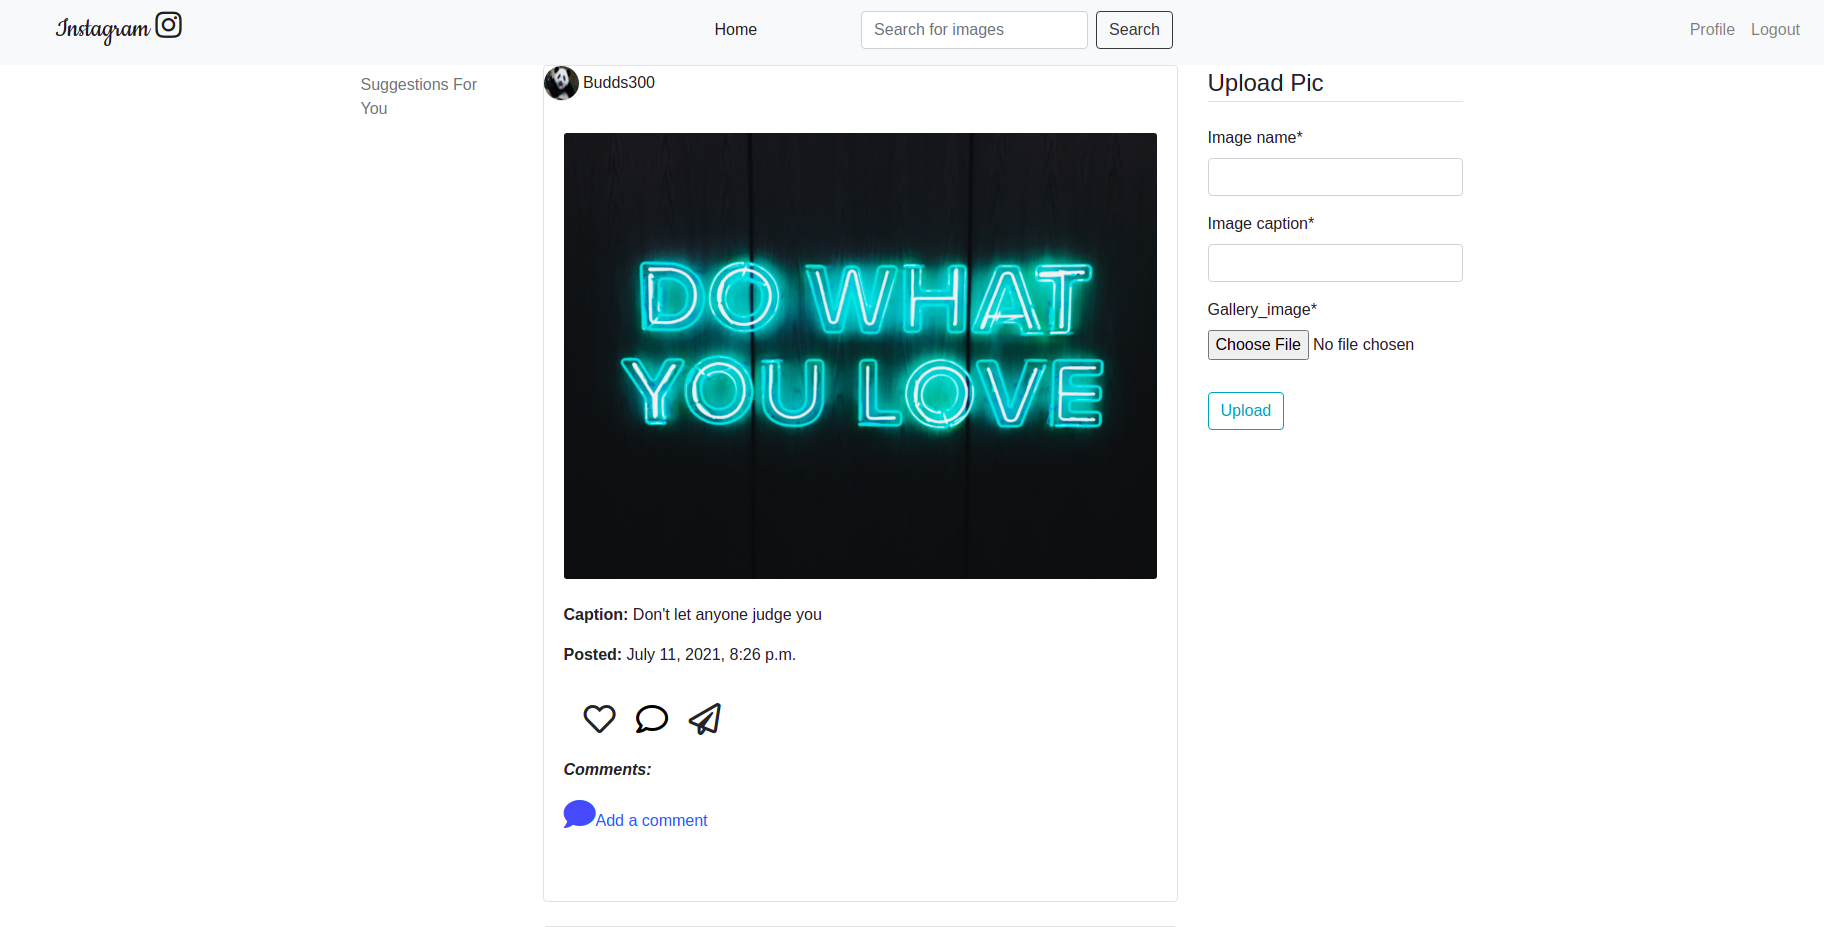 Instagram
Home
Search for images
Search
Profile
Logout
Suggestions For
You
Budds300
DO WHAT
YOU LOVE
Caption: Don't let anyone judge you
Posted: July 11, 2021, 8:26 p.m.
Comments:
Add a comment
Upload Pic
Image name*
Image caption*
Gallery_image*
Choose File No file chosen
Upload